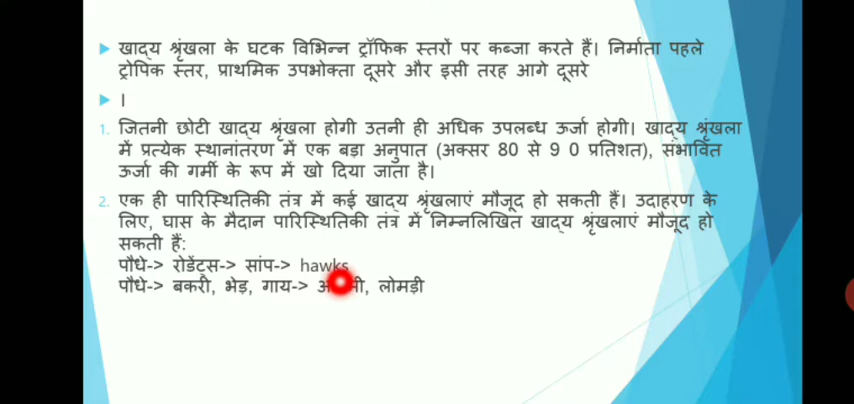 खाद्य श्रृंखला के घटक विभिन्न ट्रॉफिक स्तरों पर कब्जा करते हैं। निर्माता पहले
ट्रोपिक स्तर, प्राथमिक उपभोक्ता दूसरे और इसी तरह आगे दूसरे
।
1. जितनी छोटी खाद्य श्रृंखला होगी उतनी ही अधिक उपलब्ध ऊर्जा होगी। खाद्य श्रृंखला
में प्रत्येक स्थानांतरण में एक बड़ा अनुपात (अक्सर 80 से 9 0 प्रतिशत), संभावित
ऊर्जा की गर्मी के रूप में खो दिया जाता है।
2. एक ही पारिस्थितिकी तंत्र में कई खाद्य श्रृंखलाएं मौजूद हो सकती हैं। उदाहरण के
लिए, घास के मैदान पारिस्थितिकी तंत्र में निम्नलिखित खाद्य श्रृंखलाएं मौजूद हो
सकती हैं:
पौधे-> रोडेंट्स-> सांप-> hawks
पौधे-> बकरी, भेड़, गाय-> लोमड़ी